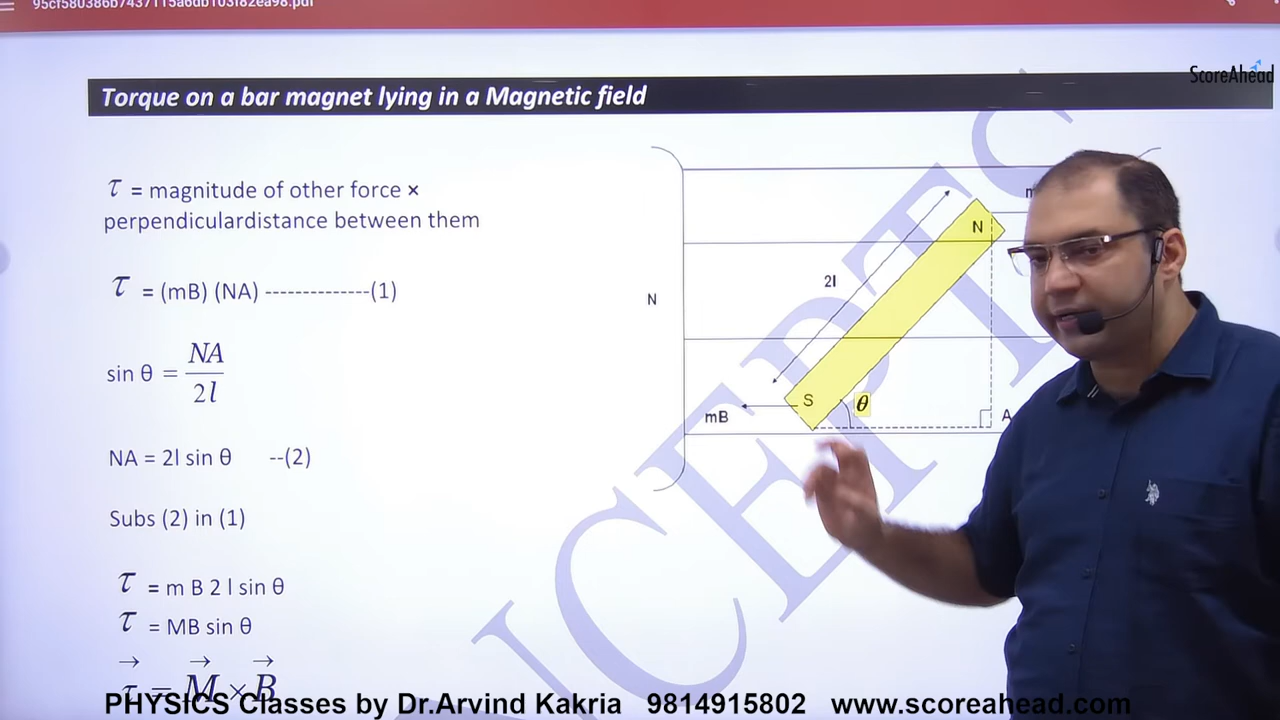 95cf580386b7437115a6db103f82ea98.pdf
ScoreAhead
Torque on a bar magnet lying in a Magnetic field
τ = magnitude of other force ×
perpendiculardistance between them
τ = (mB) (NA) --------------(1)
sin θ = NA / 2l
NA = 2l sin θ --(2)
Subs (2) in (1)
τ = m B 2 l sin θ
τ = MB sin θ
τ⃗ = M⃗ × B⃗
N
2l
N
S
θ
mB
A
PHYSICS Classes by Dr.Arvind Kakria 9814915802 www.scoreahead.com